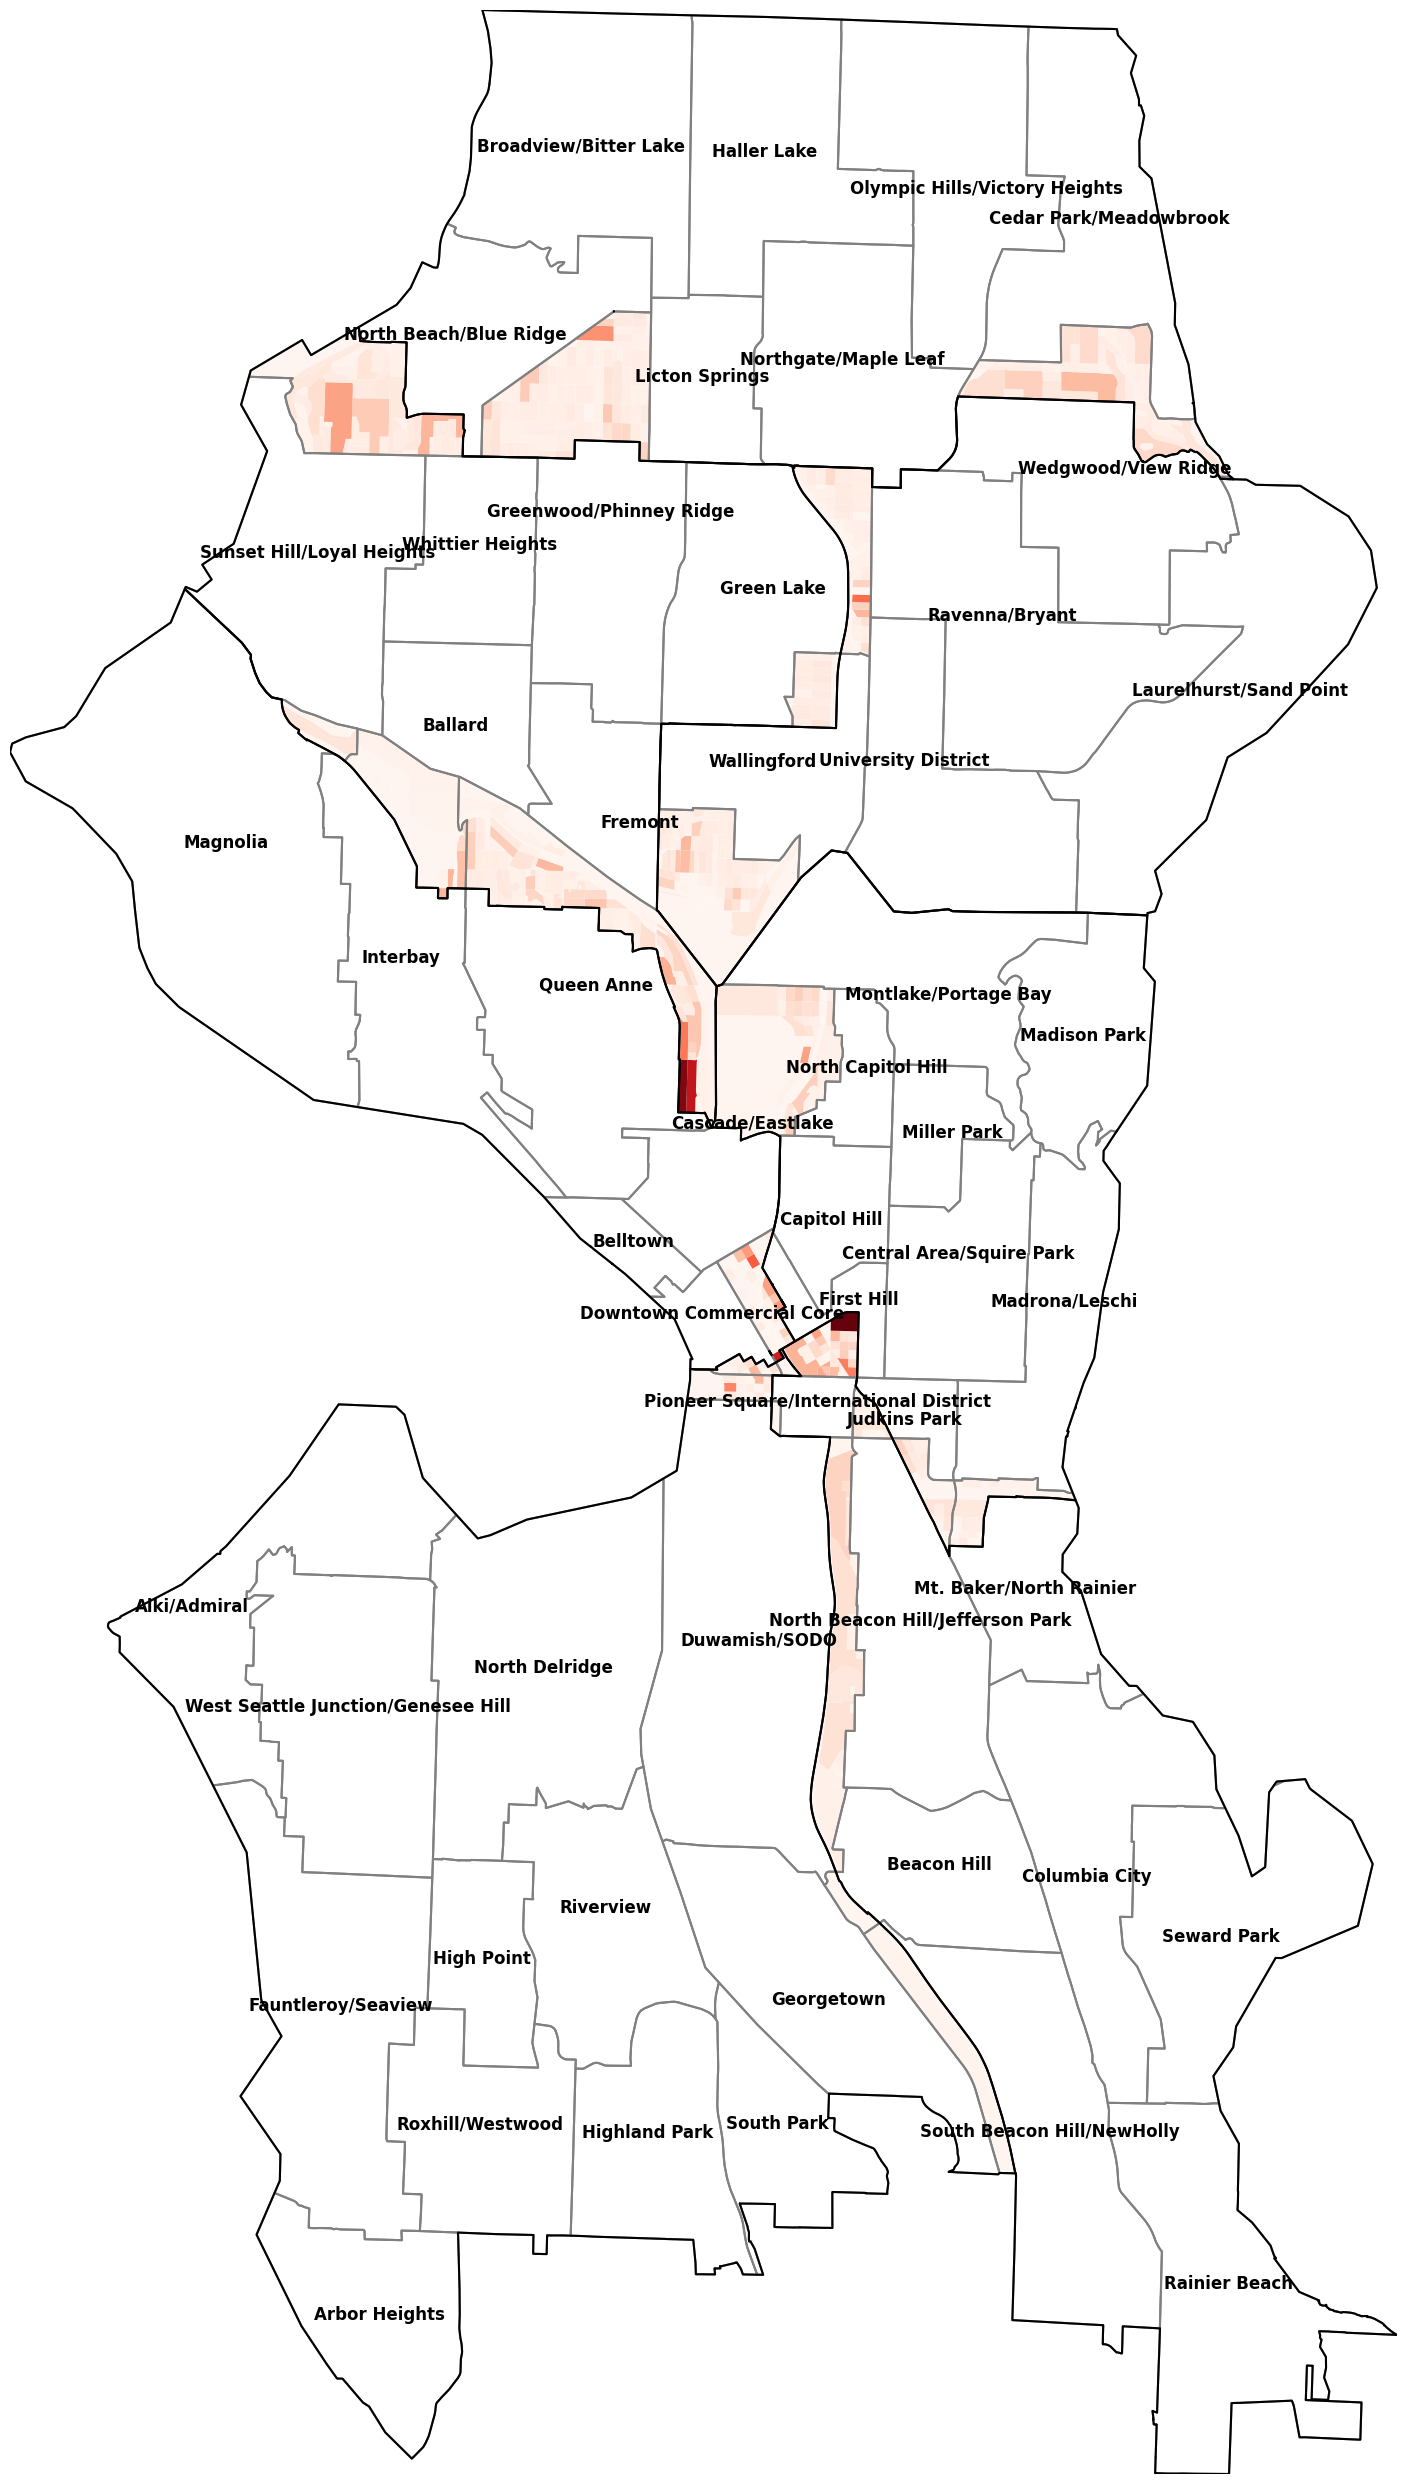 Broadview/Bitter Lake
Haller Lake
Olympic Hills/Victory Heights
Cedar Park/Meadowbrook
North Beach/Blue Ridge
Northgate/Maple Leaf
Licton Springs
Wedgwood/View Ridge
Greenwood/Phinney Ridge
Whittier Heights
Sunset Hill/Loyal Heights
Green Lake
Ravenna/Bryant
Laurelhurst/Sand Point
Ballard
Wallingford
University District
Fremont
Magnolia
Interbay
Queen Anne
Montlake/Portage Bay
Madison Park
North Capitol Hill
Cascade/Eastlake
Miller Park
Capitol Hill
Belltown
Central Area/Squire Park
First Hill
Madrona/Leschi
Downtown Commercial Core
Pioneer Square/International District
Judkins Park
Mt. Baker/North Rainier
Alki/Admiral
North Beacon Hill/Jefferson Park
Duwamish/SODO
North Delridge
West Seattle Junction/Genesee Hill
Beacon Hill
Columbia City
Riverview
Seward Park
High Point
Georgetown
Fauntleroy/Seaview
Roxhill/Westwood
South Park
Highland Park
South Beacon Hill/NewHolly
Rainier Beach
Arbor Heights